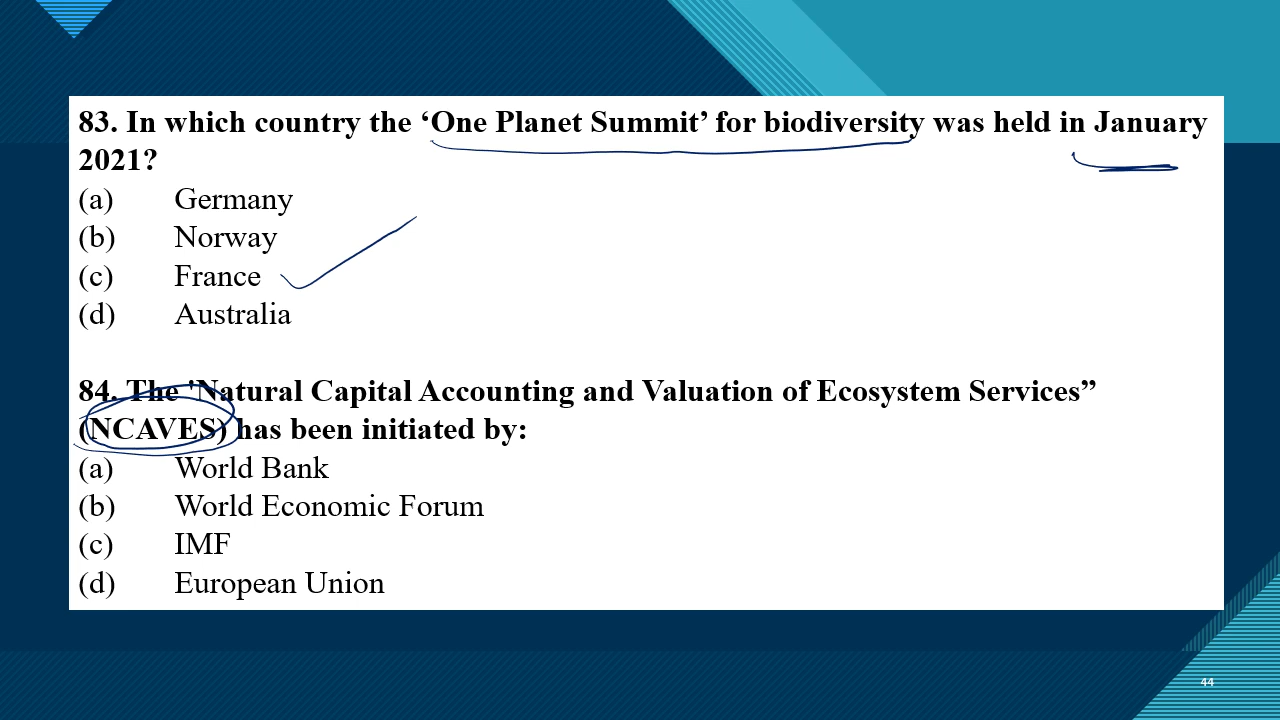 83. In which country the ‘One Planet Summit’ for biodiversity was held in January
2021?
(a) Germany
(b) Norway
(c) France
(d) Australia
84. The 'Natural Capital Accounting and Valuation of Ecosystem Services”
(NCAVES) has been initiated by:
(a) World Bank
(b) World Economic Forum
(c) IMF
(d) European Union
44